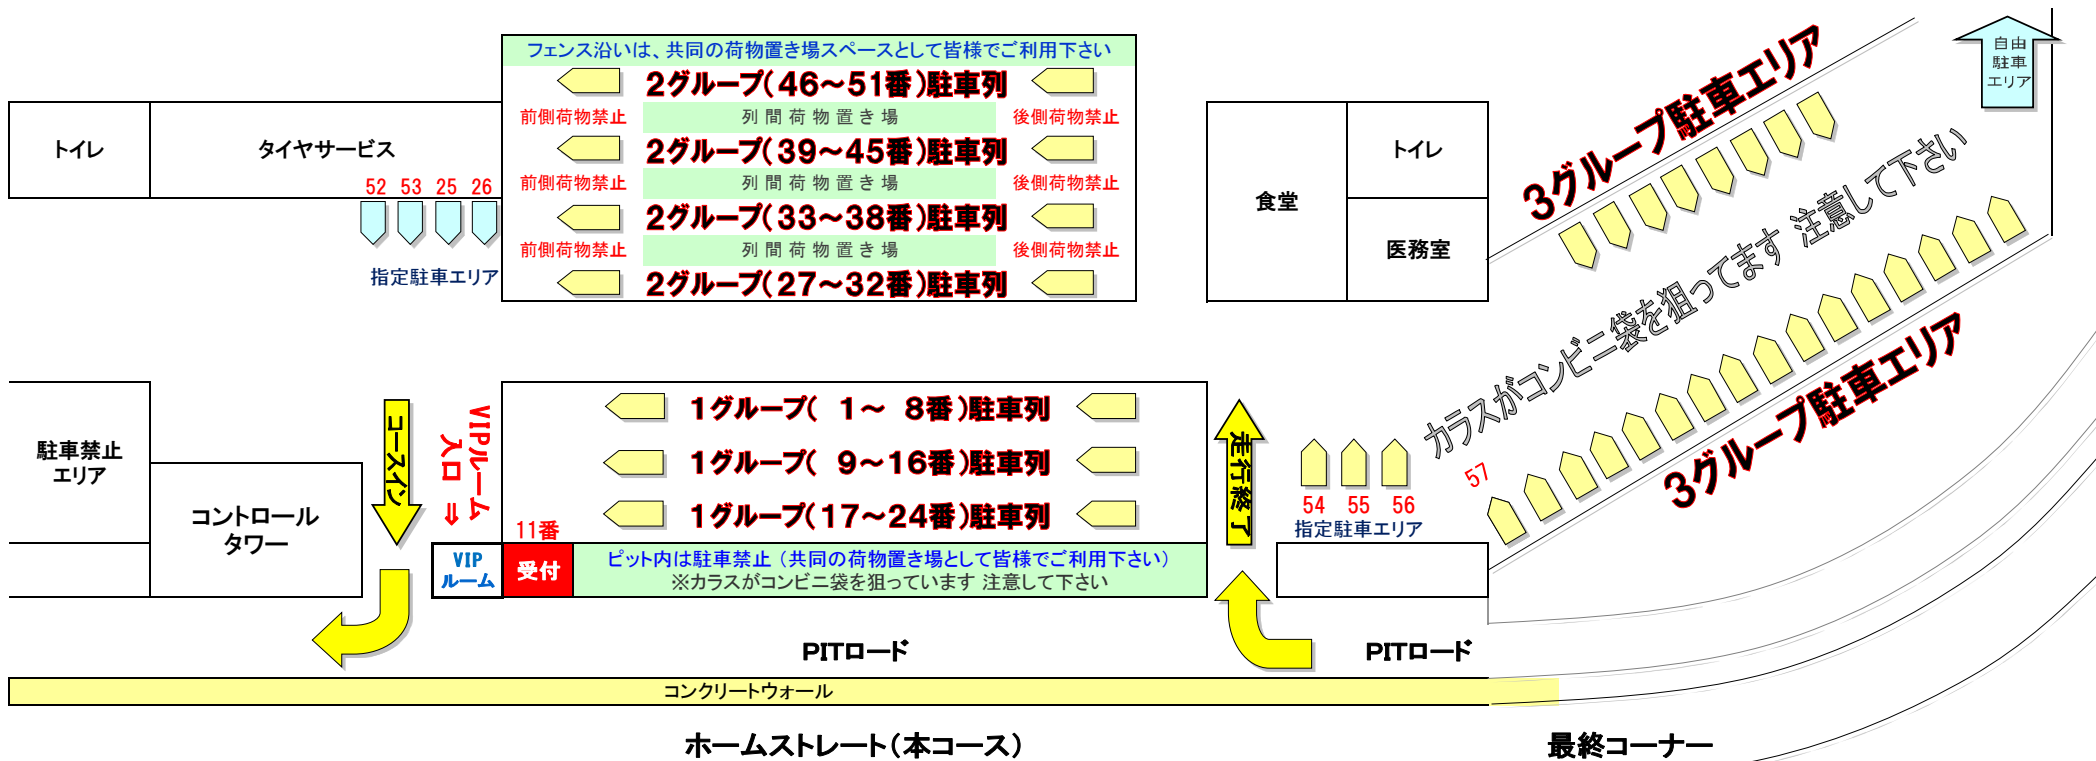 フェンス沿いは、共同の荷物置き場スペースとして皆様でご利用下さい
2グループ(46～51番)駐車列
前側荷物禁止 列間荷物置き場 後側荷物禁止
2グループ(39～45番)駐車列
前側荷物禁止 列間荷物置き場 後側荷物禁止
2グループ(33～38番)駐車列
前側荷物禁止 列間荷物置き場 後側荷物禁止
2グループ(27～32番)駐車列
トイレ
タイヤサービス
52 53 25 26
指定駐車エリア
食堂
トイレ
医務室
3グループ駐車エリア
自由
駐車
エリア
カラスがコンビニ袋を狙ってます 注意して下さい
3グループ駐車エリア
57
駐車禁止
エリア
コントロール
タワー
コースイン
VIPルーム
入口 ⇒
1グループ( 1～ 8番)駐車列
1グループ( 9～16番)駐車列
1グループ(17～24番)駐車列
11番
VIP
ルーム
受付
ピット内は駐車禁止 (共同の荷物置き場として皆様でご利用下さい)
※カラスがコンビニ袋を狙っています 注意して下さい
走行終了
54 55 56
指定駐車エリア
PITロード
PITロード
コンクリートウォール
ホームストレート(本コース)
最終コーナー